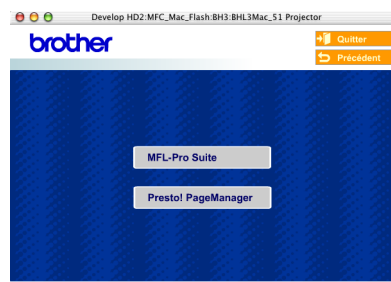 Develop HD2:MFC_Mac_Flash:BH3:BHL3Mac_51 Projector
brother
Quitter
Précédent
MFL-Pro Suite
Presto! PageManager